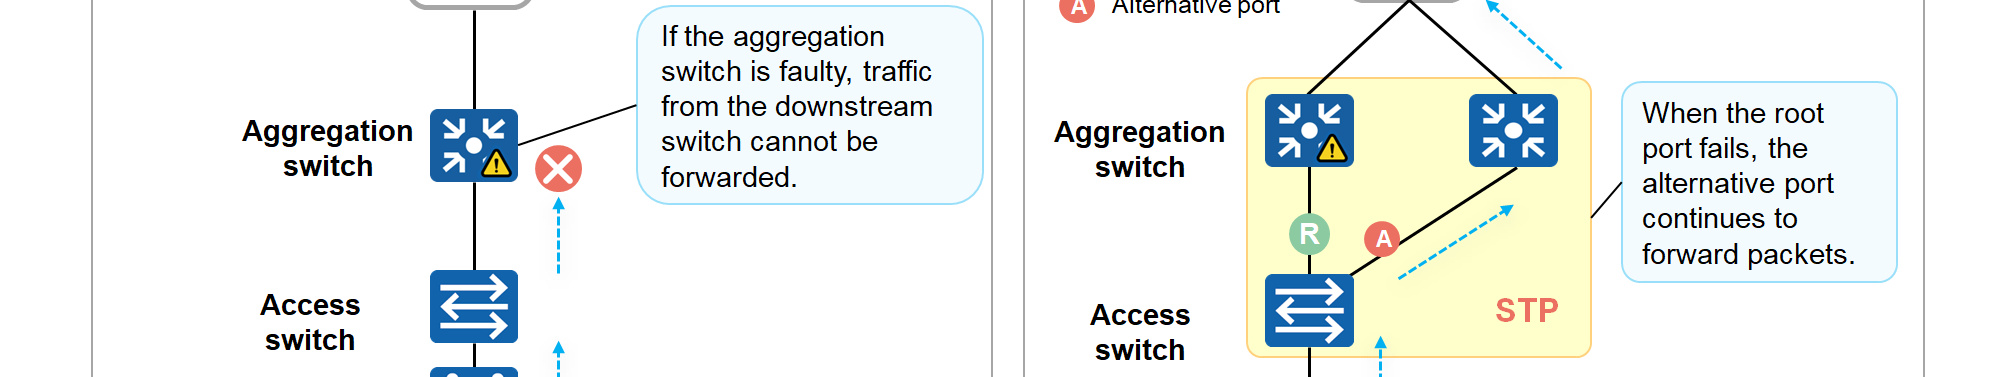 If the aggregation
switch is faulty, traffic
from the downstream
switch cannot be
forwarded.
Aggregation
switch
Access
switch
A Alternative port
Aggregation
switch
When the root
port fails, the
alternative port
continues to
forward packets.
R
A
STP
Access
switch